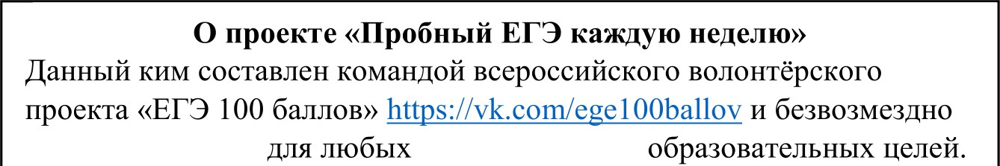 О проекте «Пробный ЕГЭ каждую неделю»
Данный ким составлен командой всероссийского волонтёрского
проекта «ЕГЭ 100 баллов» https://vk.com/ege100ballov и безвозмездно
для любых образовательных целей.